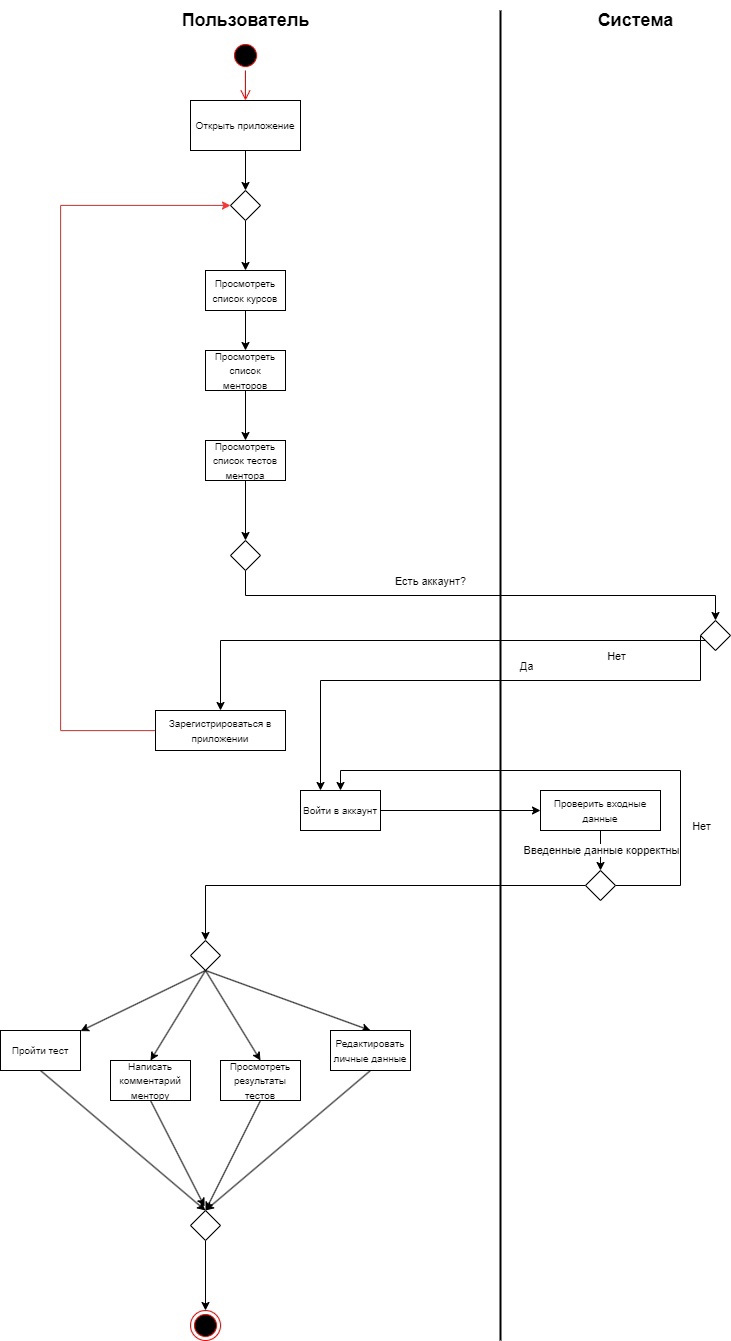 Пользователь
Система
Открыть приложение
Просмотреть
список курсов
Просмотреть
список
менторов
Просмотреть
список тестов
ментора
Есть аккаунт?
Нет
Да
Зарегистрироваться в
приложении
Войти в аккаунт
Проверить входные
данные
Нет
Введенные данные корректны
Пройти тест
Написать
комментарий
ментору
Просмотреть
результаты
тестов
Редактировать
личные данные